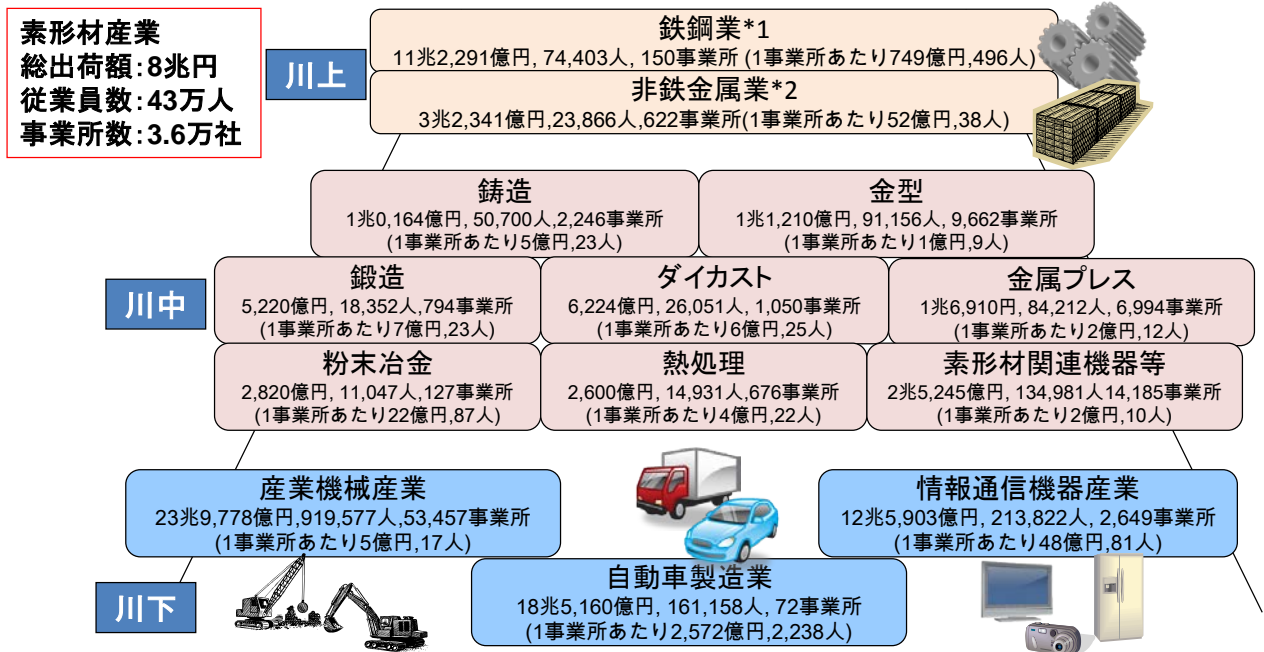 素形材産業
総出荷額:8兆円
従業員数:43万人
事業所数:3.6万社
川上
鉄鋼業*1
11兆2,291億円, 74,403人, 150事業所 (1事業所あたり749億円,496人)
非鉄金属業*2
3兆2,341億円,23,866人,622事業所(1事業所あたり52億円,38人)
鋳造
1兆0,164億円, 50,700人,2,246事業所
(1事業所あたり5億円,23人)
金型
1兆1,210億円, 91,156人, 9,662事業所
(1事業所あたり1億円,9人)
川中
鍛造
5,220億円, 18,352人,794事業所
(1事業所あたり7億円,23人)
ダイカスト
6,224億円, 26,051人, 1,050事業所
(1事業所あたり6億円,25人)
金属プレス
1兆6,910億円, 84,212人, 6,994事業所
(1事業所あたり2億円,12人)
粉末冶金
2,820億円, 11,047人,127事業所
(1事業所あたり22億円,87人)
熱処理
2,600億円, 14,931人,676事業所
(1事業所あたり4億円,22人)
素形材関連機器等
2兆5,245億円, 134,981人14,185事業所
(1事業所あたり2億円,10人)
産業機械産業
23兆9,778億円,919,577人,53,457事業所
(1事業所あたり5億円,17人)
情報通信機器産業
12兆5,903億円, 213,822人, 2,649事業所
(1事業所あたり48億円,81人)
川下
自動車製造業
18兆5,160億円, 161,158人, 72事業所
(1事業所あたり2,572億円,2,238人)